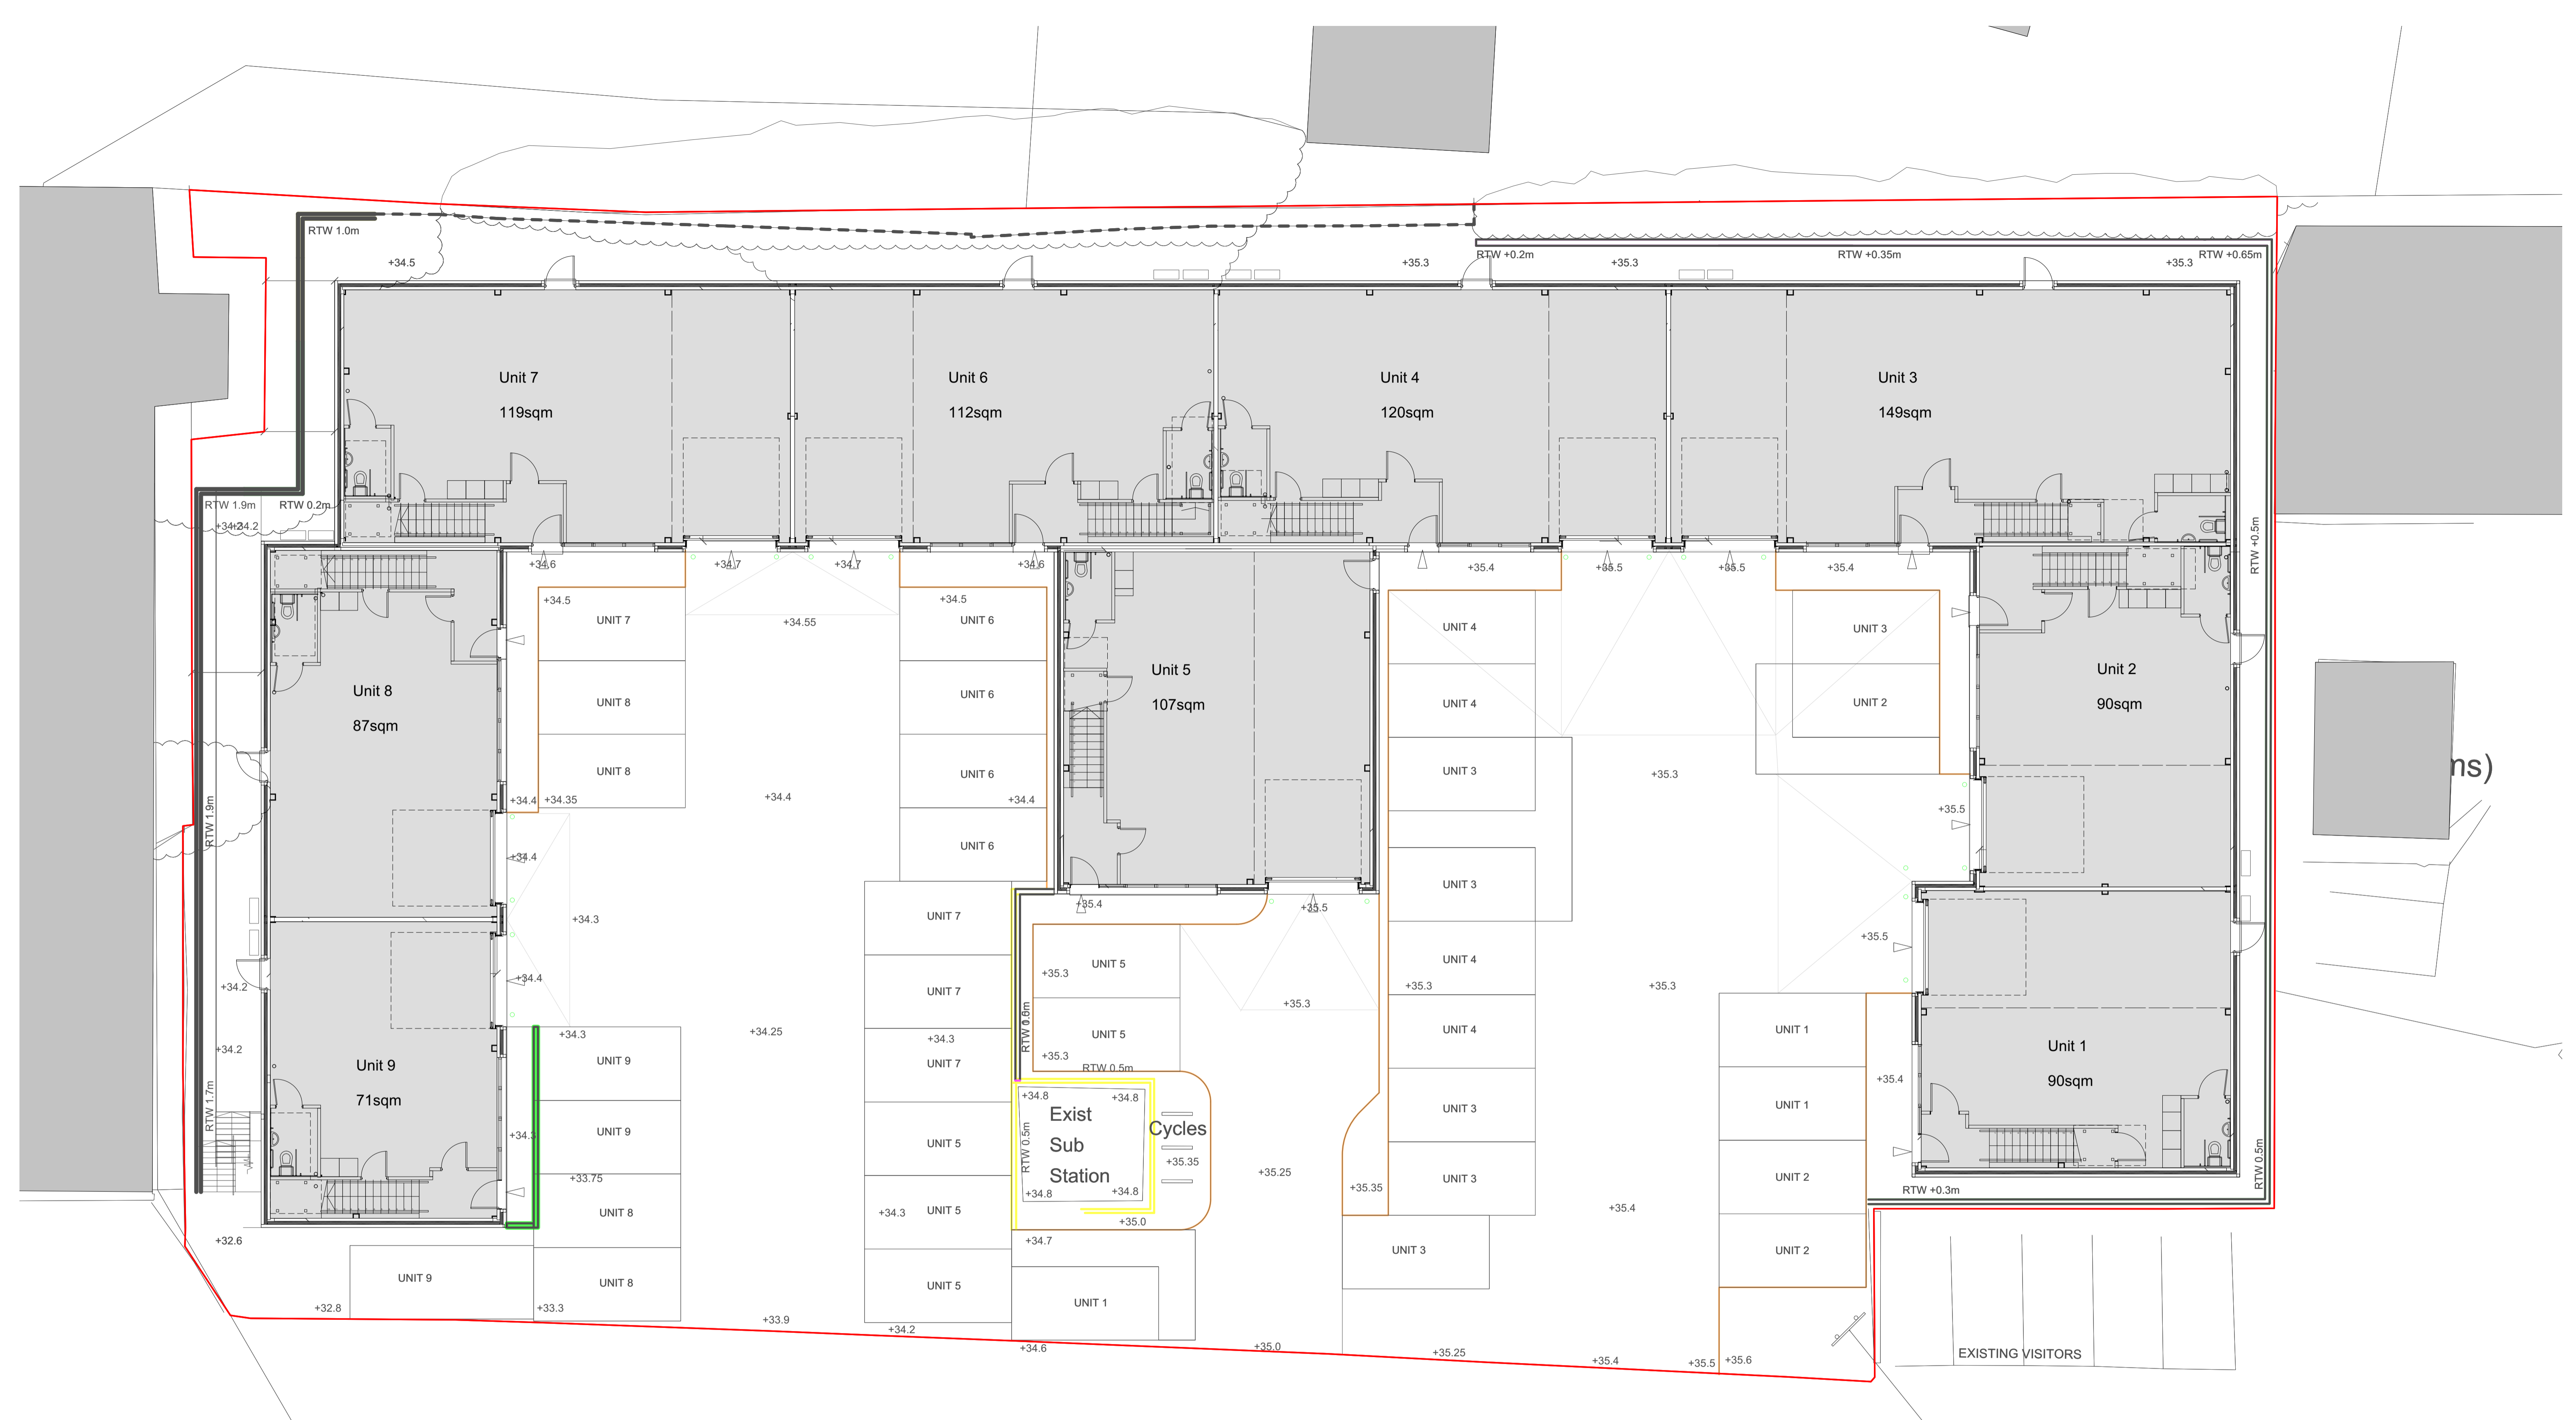 RTW 1.0m
+34.5
+35.3
RTW +0.2m
+35.3
RTW +0.35m
RTW +0.65m
+35.3
Unit 7
119sqm
Unit 6
112sqm
Unit 4
120sqm
Unit 3
149sqm
RTW 1.9m
RTW 0.2m
+34.2
RTW +0.5m
+34.6
+34.7
+34.7
+34.6
+35.4
+35.5
+35.5
+35.4
+34.5
UNIT 7
+34.55
+34.5
UNIT 6
UNIT 4
UNIT 3
Unit 8
87sqm
UNIT 8
UNIT 6
Unit 5
107sqm
UNIT 4
UNIT 2
Unit 2
90sqm
ms)
UNIT 8
+34.4
+34.35
+34.4
UNIT 6
+34.4
UNIT 3
+35.3
+35.5
RTW 1.9m
UNIT 6
+34.4
UNIT 3
+34.3
UNIT 7
+35.4
+35.5
+35.5
+34.2
+34.4
UNIT 7
+35.3
UNIT 5
+35.3
UNIT 4
+35.3
+35.3
+34.3
+34.25
+34.3
UNIT 5
UNIT 4
UNIT 1
+34.2
Unit 9
71sqm
UNIT 9
UNIT 7
+35.3
RTW 0.5m
Unit 1
90sqm
+35.4
RTW 1.7m
+34.8
+34.8
Exist
Sub
Station
Cycles
UNIT 3
UNIT 1
+34.3
UNIT 9
UNIT 5
RTW 0.5m
+35.35
+35.25
+33.75
+34.8
+34.8
+35.35
UNIT 3
UNIT 2
RTW +0.3m
RTW 0.5m
UNIT 8
+34.3
UNIT 5
+35.0
+35.4
+32.6
+34.7
UNIT 3
UNIT 2
UNIT 9
UNIT 8
UNIT 5
UNIT 1
+32.8
+33.3
+33.9
+34.2
+34.6
+35.0
+35.25
+35.4
+35.5
+35.6
EXISTING VISITORS